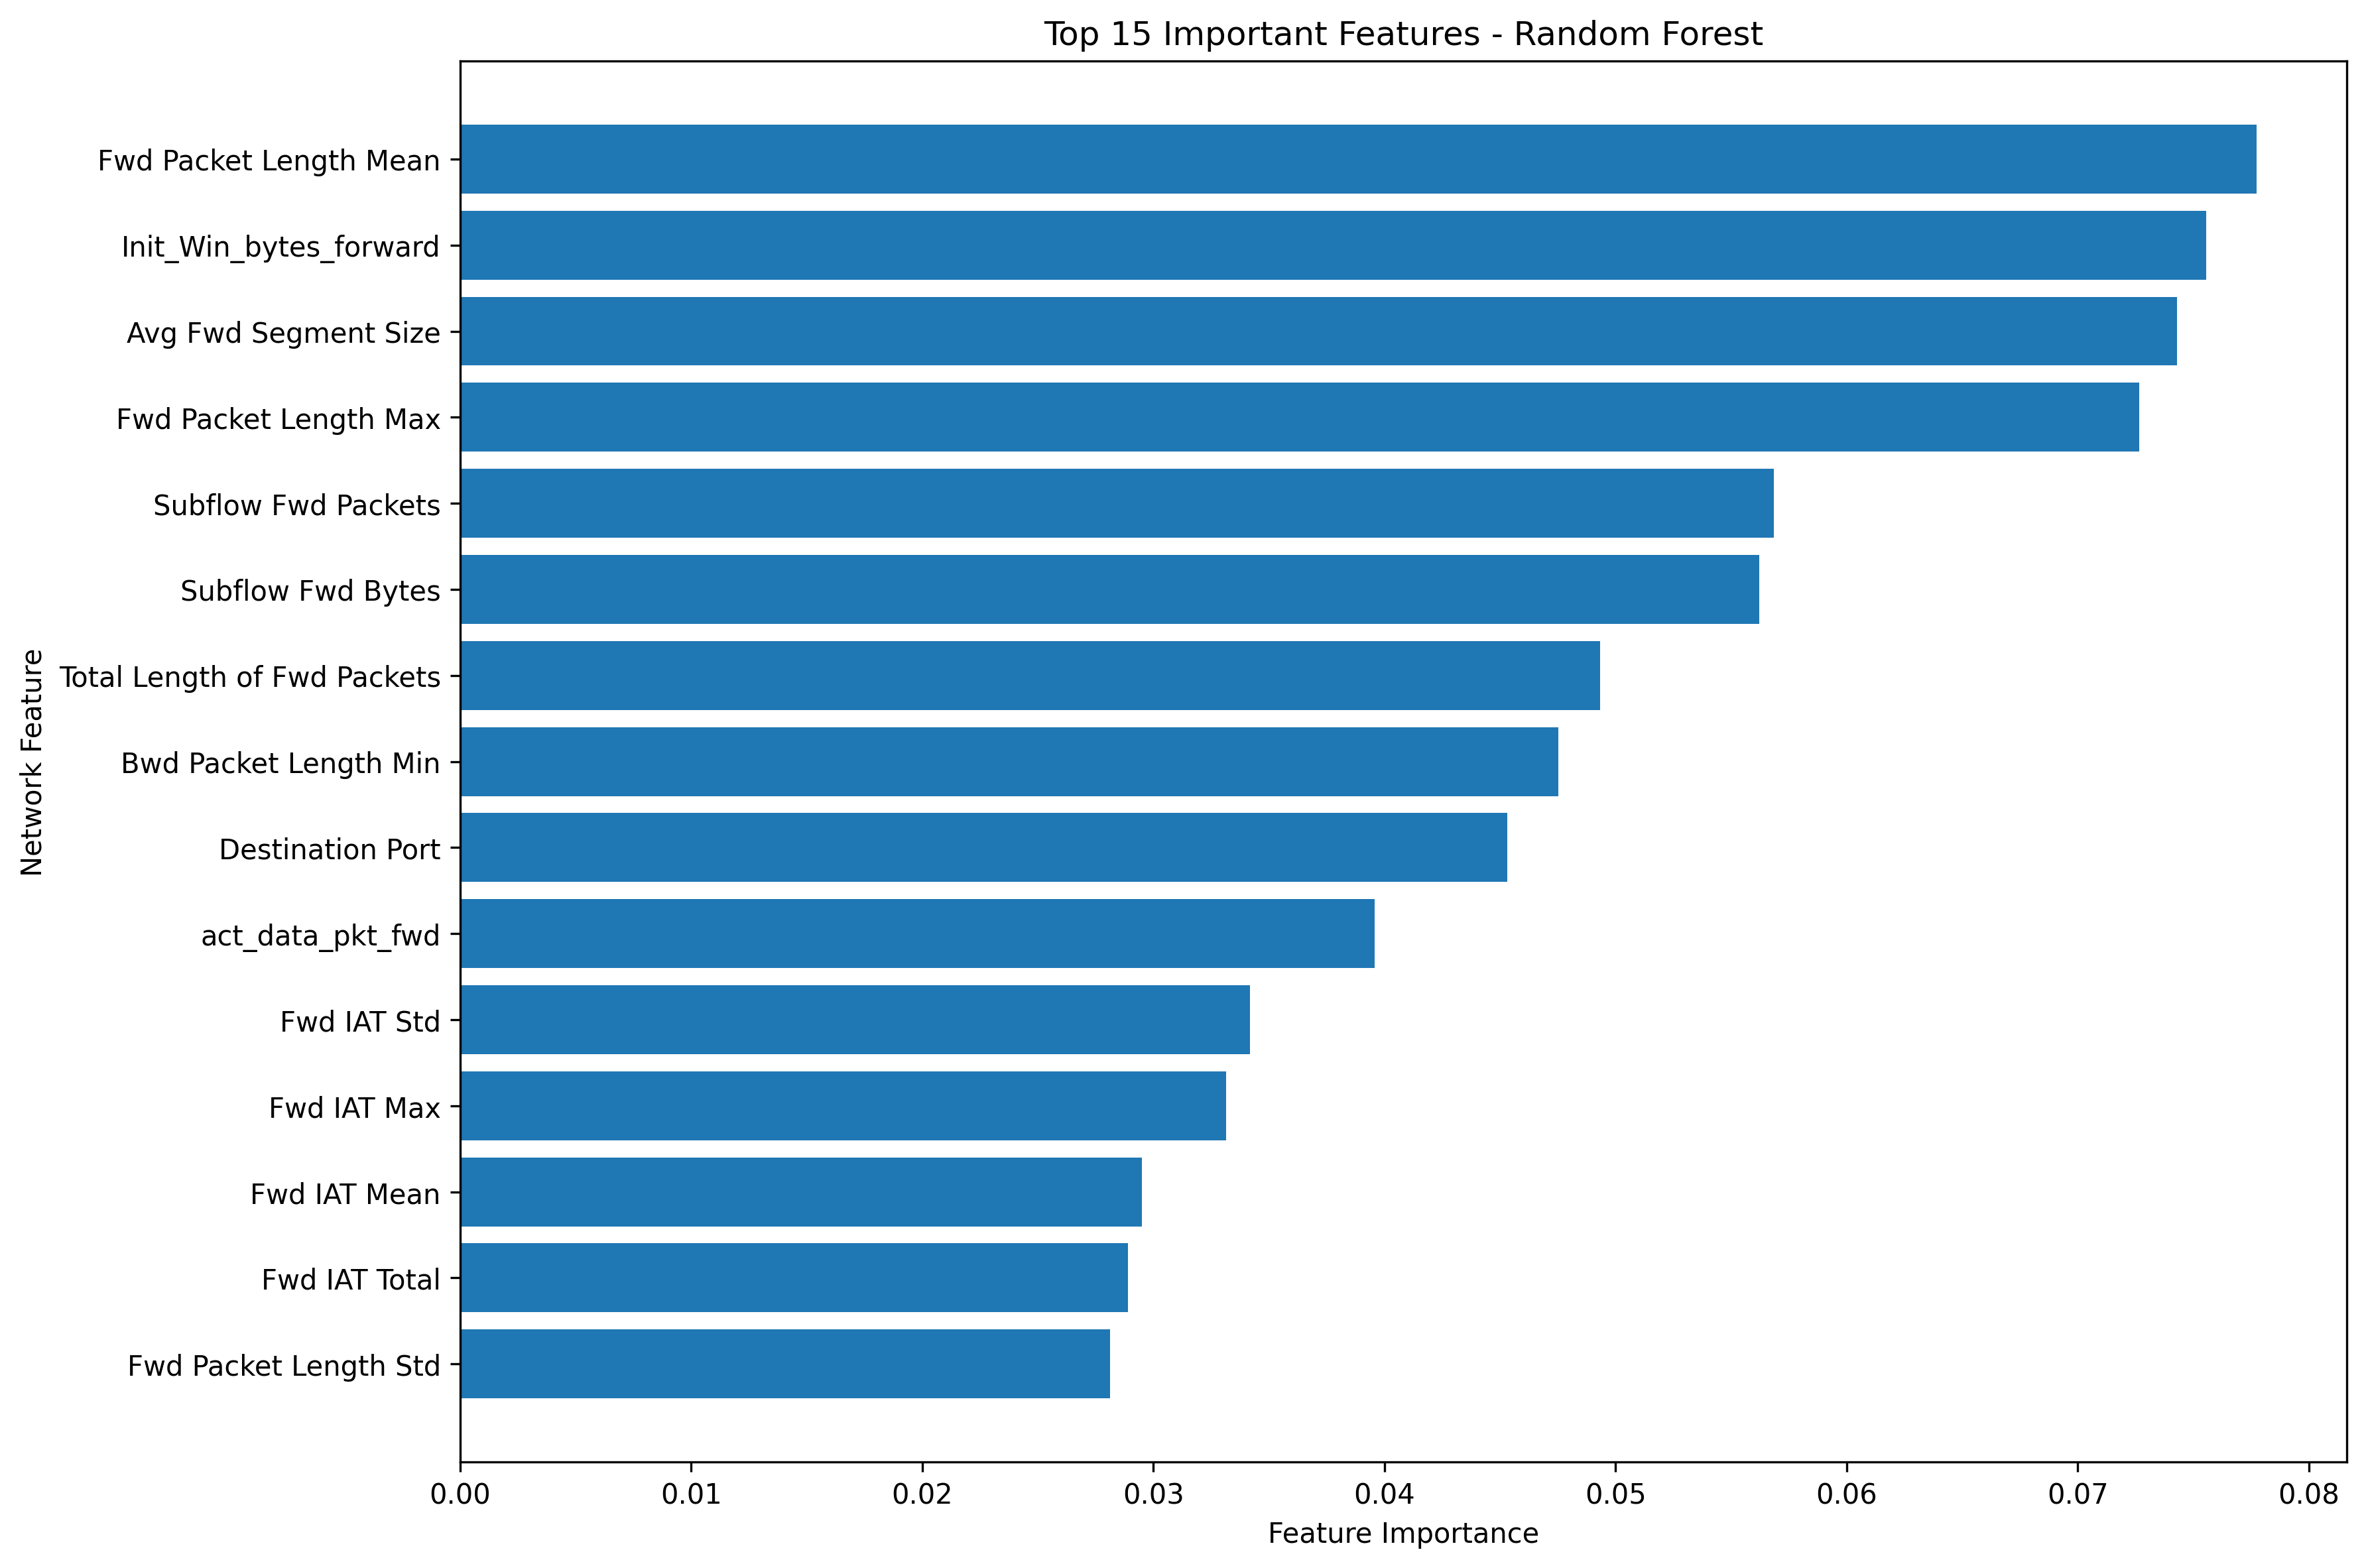 Top 15 Important Features - Random Forest
Network Feature
Fwd Packet Length Mean
Init_Win_bytes_forward
Avg Fwd Segment Size
Fwd Packet Length Max
Subflow Fwd Packets
Subflow Fwd Bytes
Total Length of Fwd Packets
Bwd Packet Length Min
Destination Port
act_data_pkt_fwd
Fwd IAT Std
Fwd IAT Max
Fwd IAT Mean
Fwd IAT Total
Fwd Packet Length Std
0.00 0.01 0.02 0.03 0.04 0.05 0.06 0.07 0.08
Feature Importance